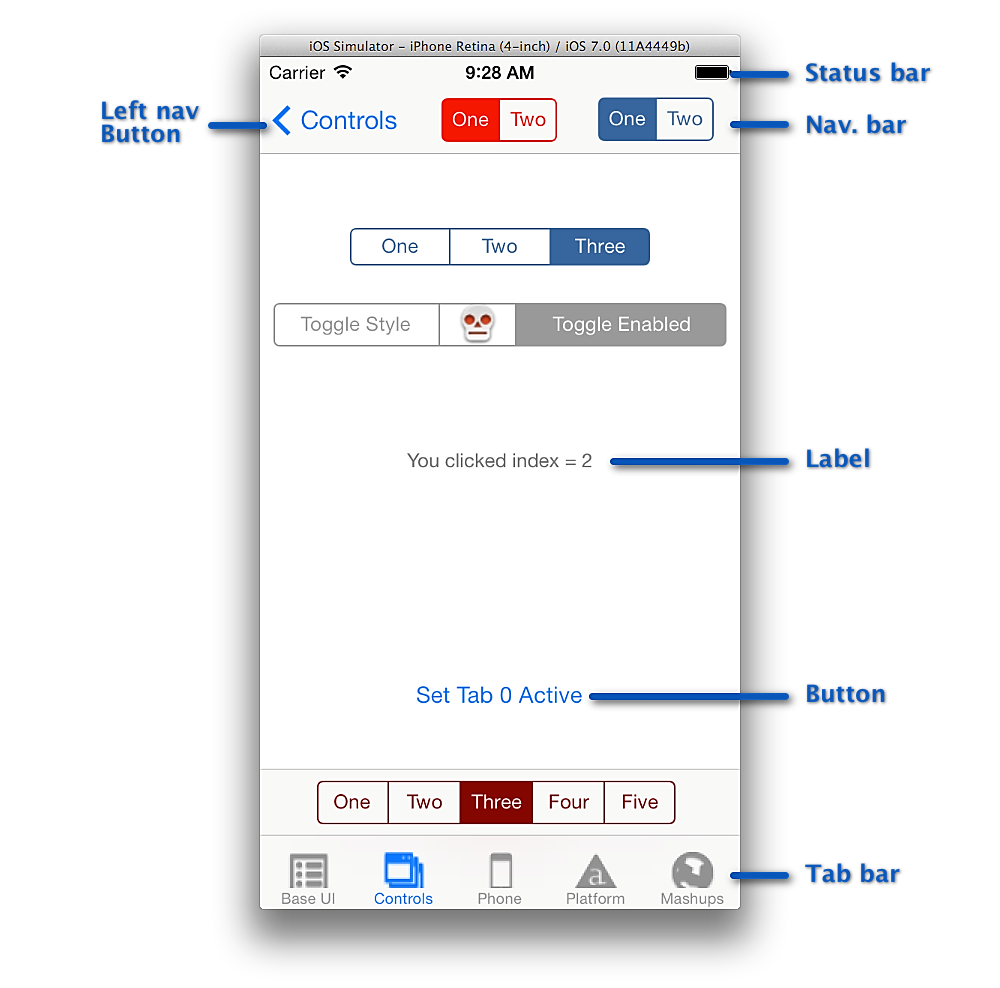 iOS Simulator – iPhone Retina (4-inch) / iOS 7.0 (11A4449b)
Carrier 9:28 AM
Status bar
Left nav
Button
Controls
One Two
One Two
Nav. bar
One Two Three
Toggle Style Toggle Enabled
You clicked index = 2
Label
Set Tab 0 Active
Button
One Two Three Four Five
Base UI Controls Phone Platform Mashups
Tab bar